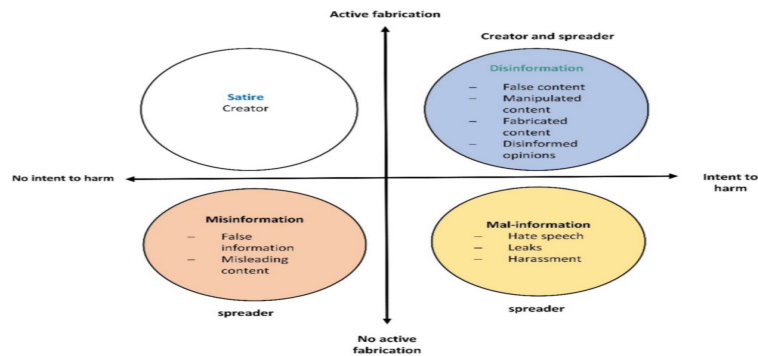 Active fabrication
Creator and spreader
Satire
Creator
Disinformation
– False content
– Manipulated
content
– Fabricated
content
– Disinformed
opinions
No intent to harm
Intent to
harm
Misinformation
– False
information
– Misleading
content
spreader
Mal-information
– Hate speech
– Leaks
– Harassment
spreader
No active
fabrication